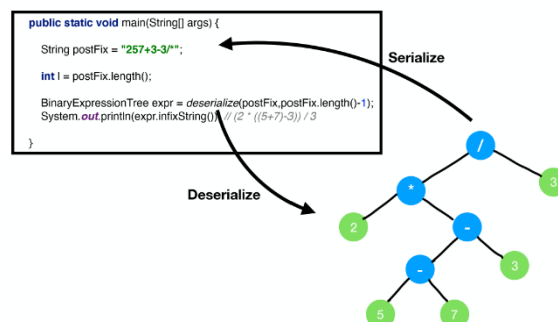 public static void main(String[] args) {
String postFix = "257+3-3/*";
int l = postFix.length();
BinaryExpressionTree expr = deserialize(postFix,postFix.length()-1);
System.out.println(expr.infixString()); // (2 * ((5+7)-3)) / 3
}
Serialize
Deserialize
/
* 3
2 -
- 3
5 7